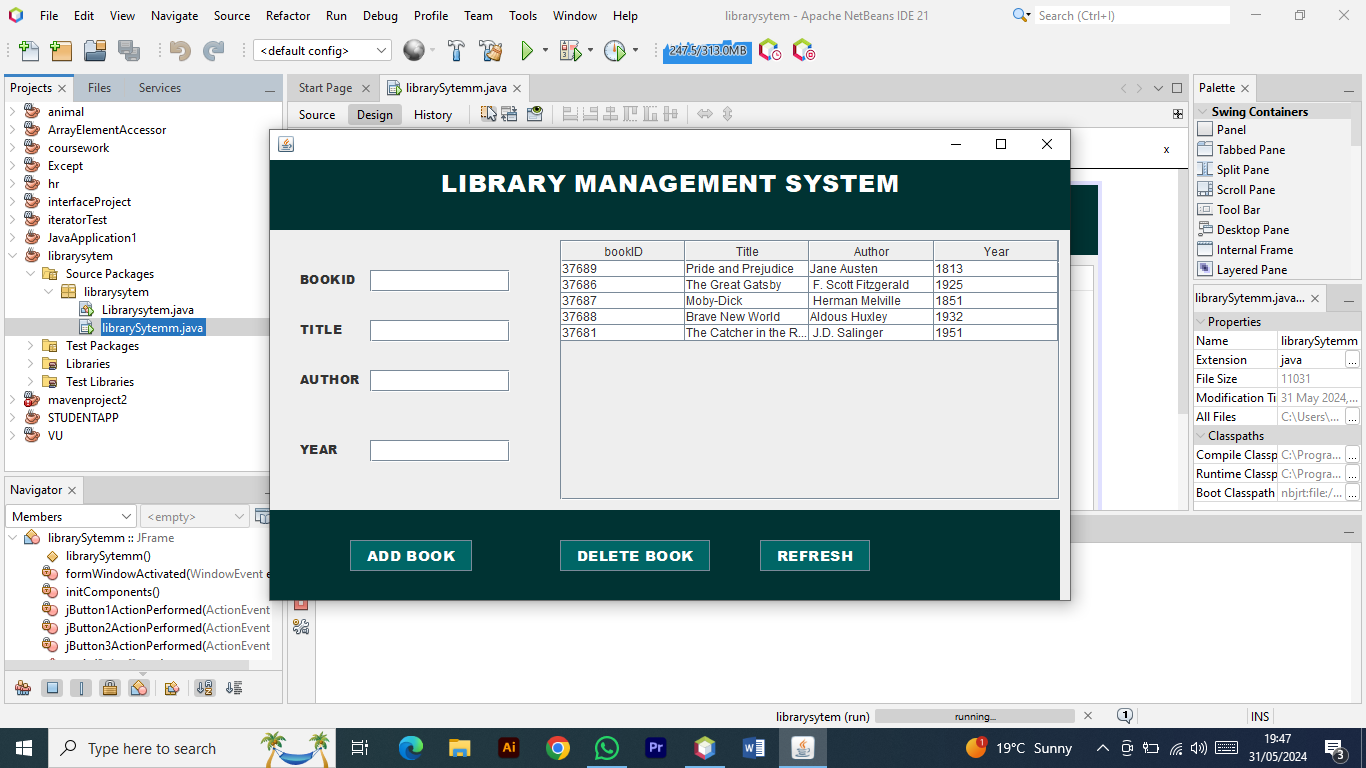 File Edit View Navigate Source Refactor Run Debug Profile Team Tools Window Help
librarysytem - Apache NetBeans IDE 21
Search (Ctrl+I)
<default config>
247.5/313.0MB
Projects
Files
Services
animal
ArrayElementAccessor
coursework
Except
hr
interfaceProject
iteratorTest
JavaApplication1
librarysytem
Source Packages
librarysytem
Librarysytem.java
librarySytemm.java
Test Packages
Libraries
Test Libraries
mavenproject2
STUDENTAPP
VU
Navigator
Members
<empty>
librarySytemm :: JFrame
librarySytemm()
formWindowActivated(WindowEvent e
initComponents()
jButton1ActionPerformed(ActionEvent
jButton2ActionPerformed(ActionEvent
jButton3ActionPerformed(ActionEvent
Start Page
librarySytemm.java
Source Design History
x
LIBRARY MANAGEMENT SYSTEM
BOOKID
TITLE
AUTHOR
YEAR
bookID Title Author Year
37689 Pride and Prejudice Jane Austen 1813
37686 The Great Gatsby F. Scott Fitzgerald 1925
37687 Moby-Dick Herman Melville 1851
37688 Brave New World Aldous Huxley 1932
37681 The Catcher in the R... J.D. Salinger 1951
ADD BOOK DELETE BOOK REFRESH
Palette
Swing Containers
Panel
Tabbed Pane
Split Pane
Scroll Pane
Tool Bar
Desktop Pane
Internal Frame
Layered Pane
librarySytemm.java...
Properties
Name librarySytemm
Extension java ...
File Size 11031
Modification Ti 31 May 2024,...
All Files C:\Users\... ...
Classpaths
Compile Classp C:\Progra... ...
Runtime Classp C:\Progra... ...
Boot Classpath nbjrt:file:/... ...
librarysytem (run)
running...
1
INS
Type here to search
Ai
Pr
W
1
19°C Sunny
19:47
31/05/2024
3